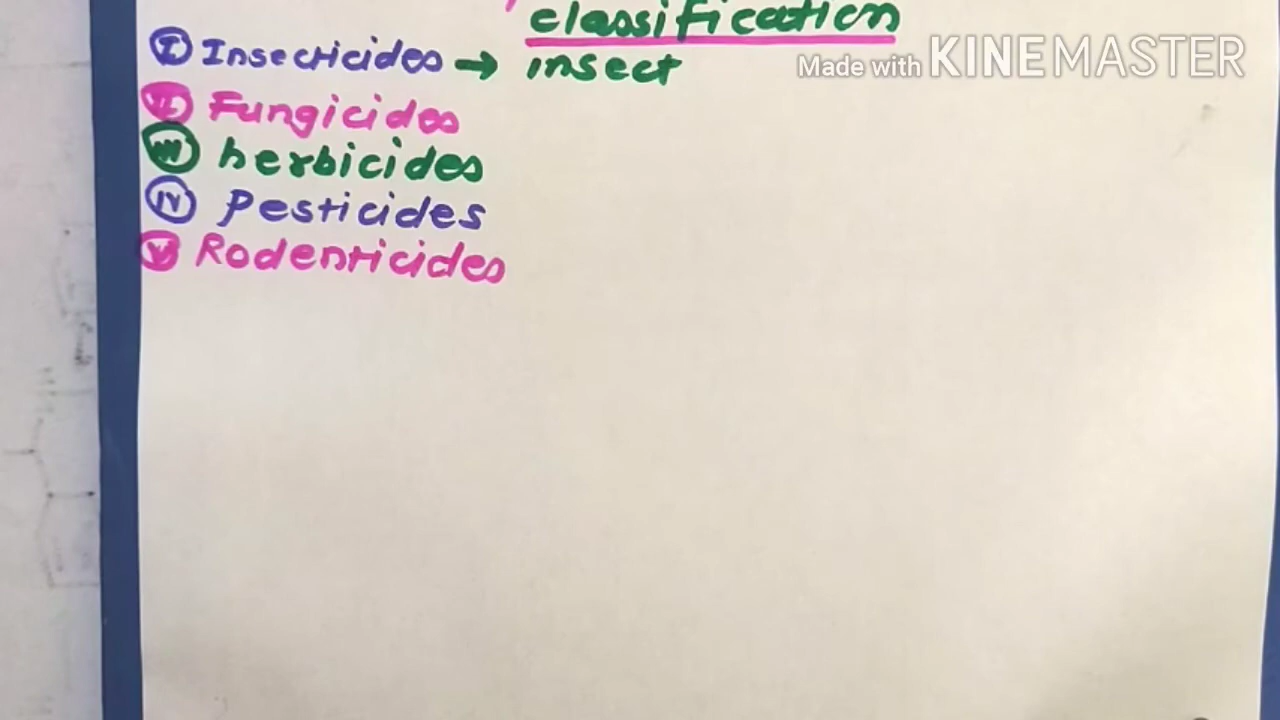 classification
I Insecticides → insect
Made with KINEMASTER
II Fungicides
III herbicides
IV Pesticides
V Rodenticides